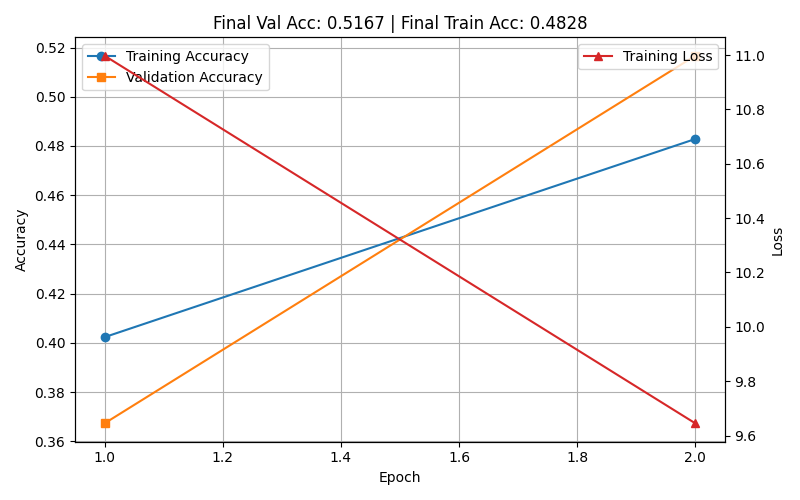 Final Val Acc: 0.5167 | Final Train Acc: 0.4828
Training Accuracy
Validation Accuracy
Training Loss
0.52
0.50
0.48
0.46
0.44
0.42
0.40
0.38
0.36
Accuracy
11.0
10.8
10.6
10.4
10.2
10.0
9.8
9.6
Loss
1.0 1.2 1.4 1.6 1.8 2.0
Epoch